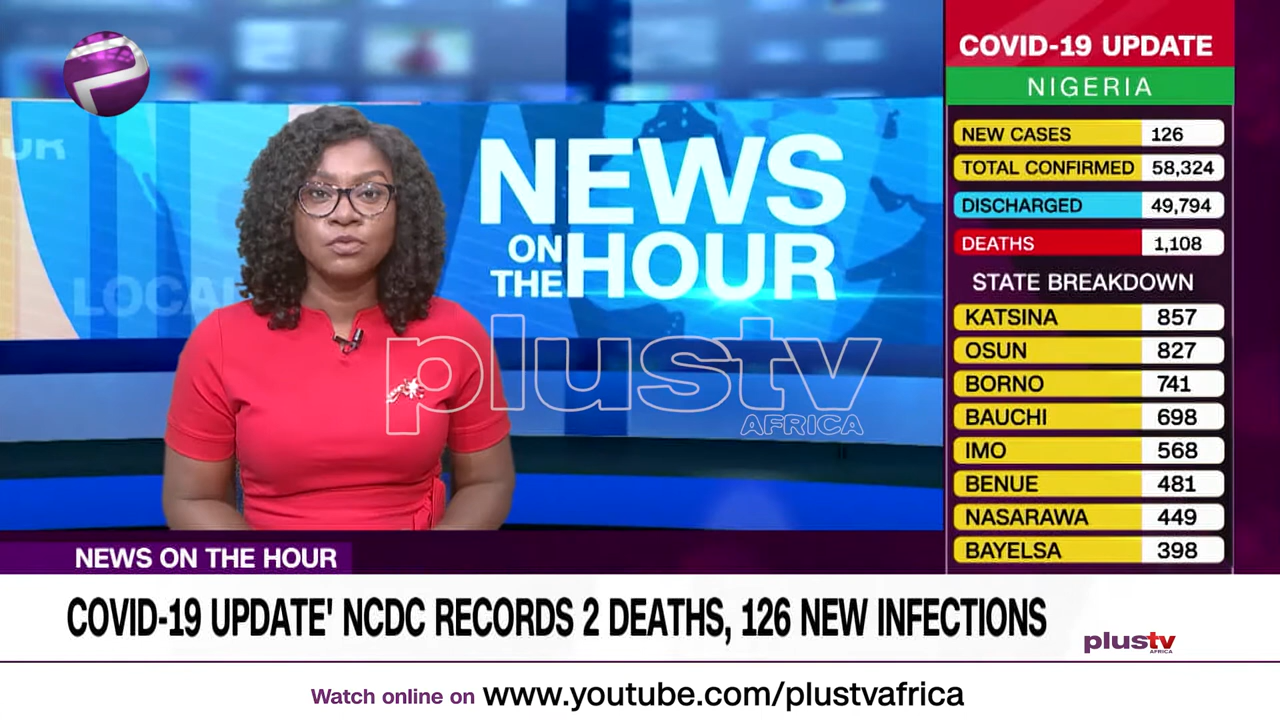 COVID-19 UPDATE
NIGERIA
NEW CASES 126
TOTAL CONFIRMED 58,324
DISCHARGED 49,794
DEATHS 1,108
STATE BREAKDOWN
KATSINA 857
OSUN 827
BORNO 741
BAUCHI 698
IMO 568
BENUE 481
NASARAWA 449
BAYELSA 398
NEWS
ON
THE HOUR
LOCAL
plustv
AFRICA
NEWS ON THE HOUR
COVID-19 UPDATE' NCDC RECORDS 2 DEATHS, 126 NEW INFECTIONS
plustv
AFRICA
Watch online on www.youtube.com/plustvafrica